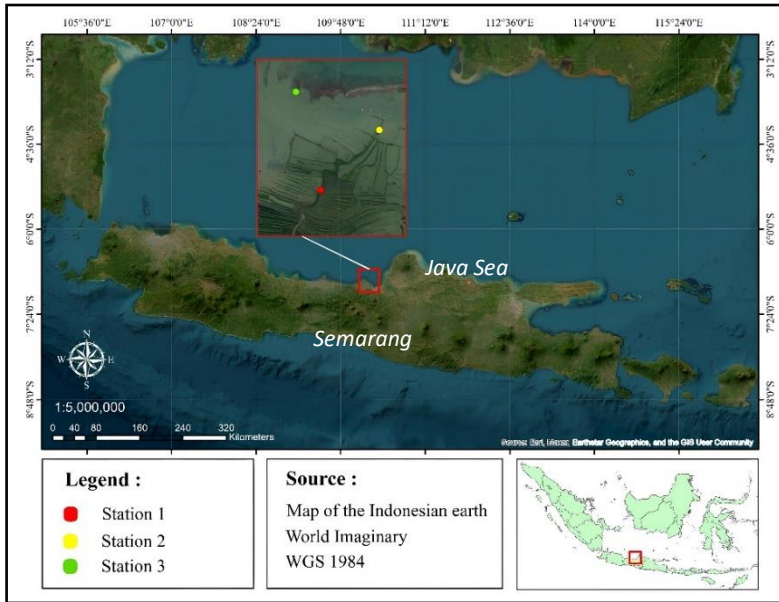 105°36'0"E 107°0'0"E 108°24'0"E 109°48'0"E 111°12'0"E 112°36'0"E 114°0'0"E 115°24'0"E
3°12'0"S 3°12'0"S
4°36'0"S 4°36'0"S
6°0'0"S 6°0'0"S
Java Sea
7°24'0"S 7°24'0"S
Semarang
N
W E
S
8°48'0"S 8°48'0"S
1:5,000,000
0 40 80 160 240 320
Kilometers
Source: Esri, Maxar, Earthstar Geographics, and the GIS User Community
Legend :
Station 1
Station 2
Station 3
Source :
Map of the Indonesian earth
World Imaginary
WGS 1984